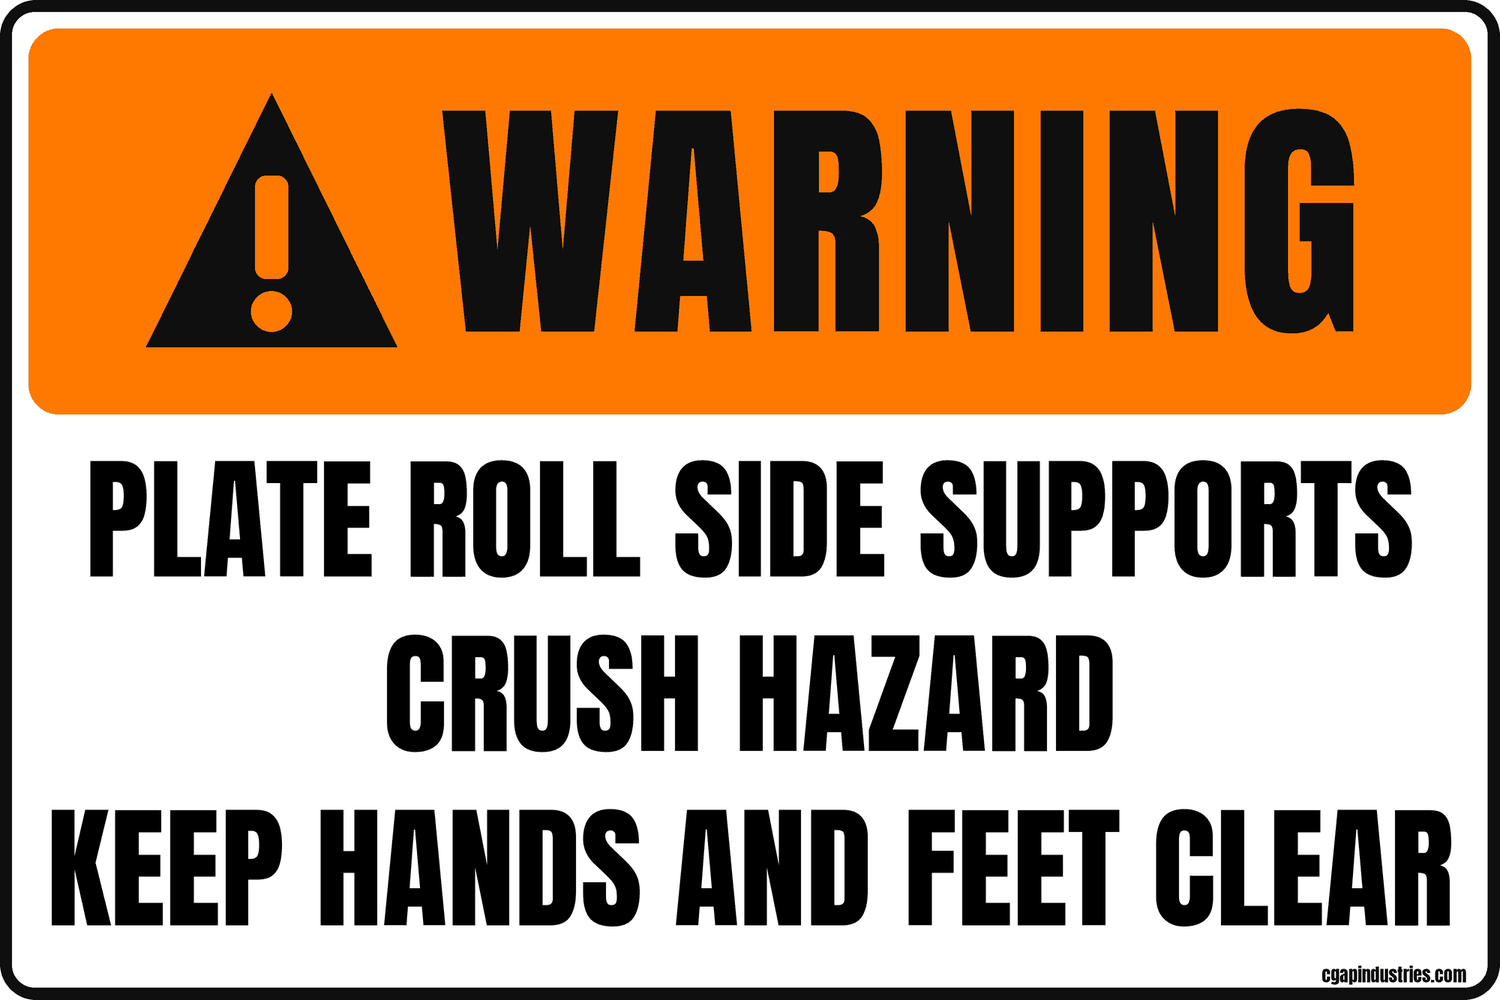 WARNING
PLATE ROLL SIDE SUPPORTS
CRUSH HAZARD
KEEP HANDS AND FEET CLEAR
cgapindustries.com